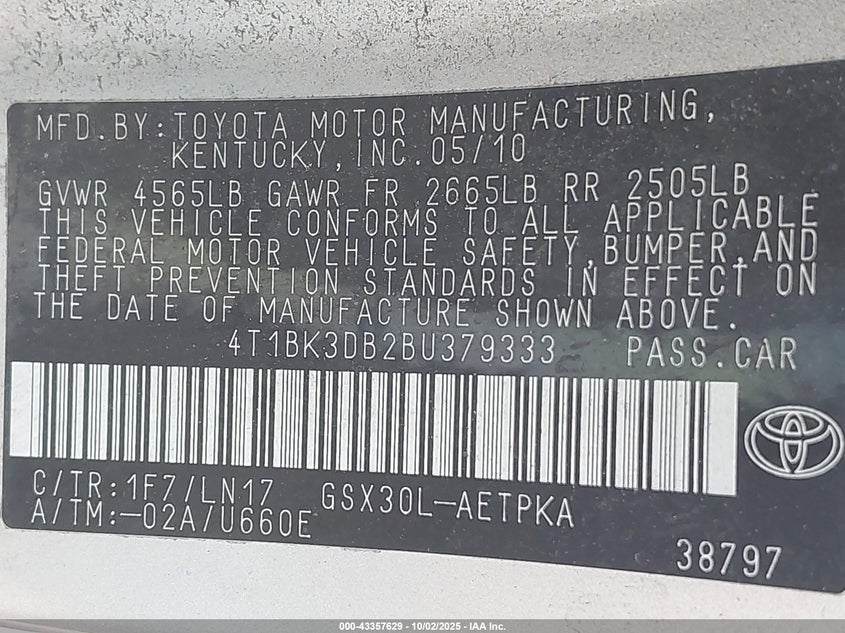 MFD.BY:TOYOTA MOTOR MANUFACTURING,
KENTUCKY,INC.05/10
GVWR 4565LB GAWR FR 2665LB RR 2505LB
THIS VEHICLE CONFORMS TO ALL APPLICABLE
FEDERAL MOTOR VEHICLE SAFETY,BUMPER,AND
THEFT PREVENTION STANDARDS IN EFFECT ON
THE DATE OF MANUFACTURE SHOWN ABOVE.
4T1BK3DB2BU379333 PASS.CAR
C/TR:1F7/LN17 GSX30L-AETPKA
A/TM:-02A/U660E
38797
000-43357629 - 10/02/2025 - IAA Inc.